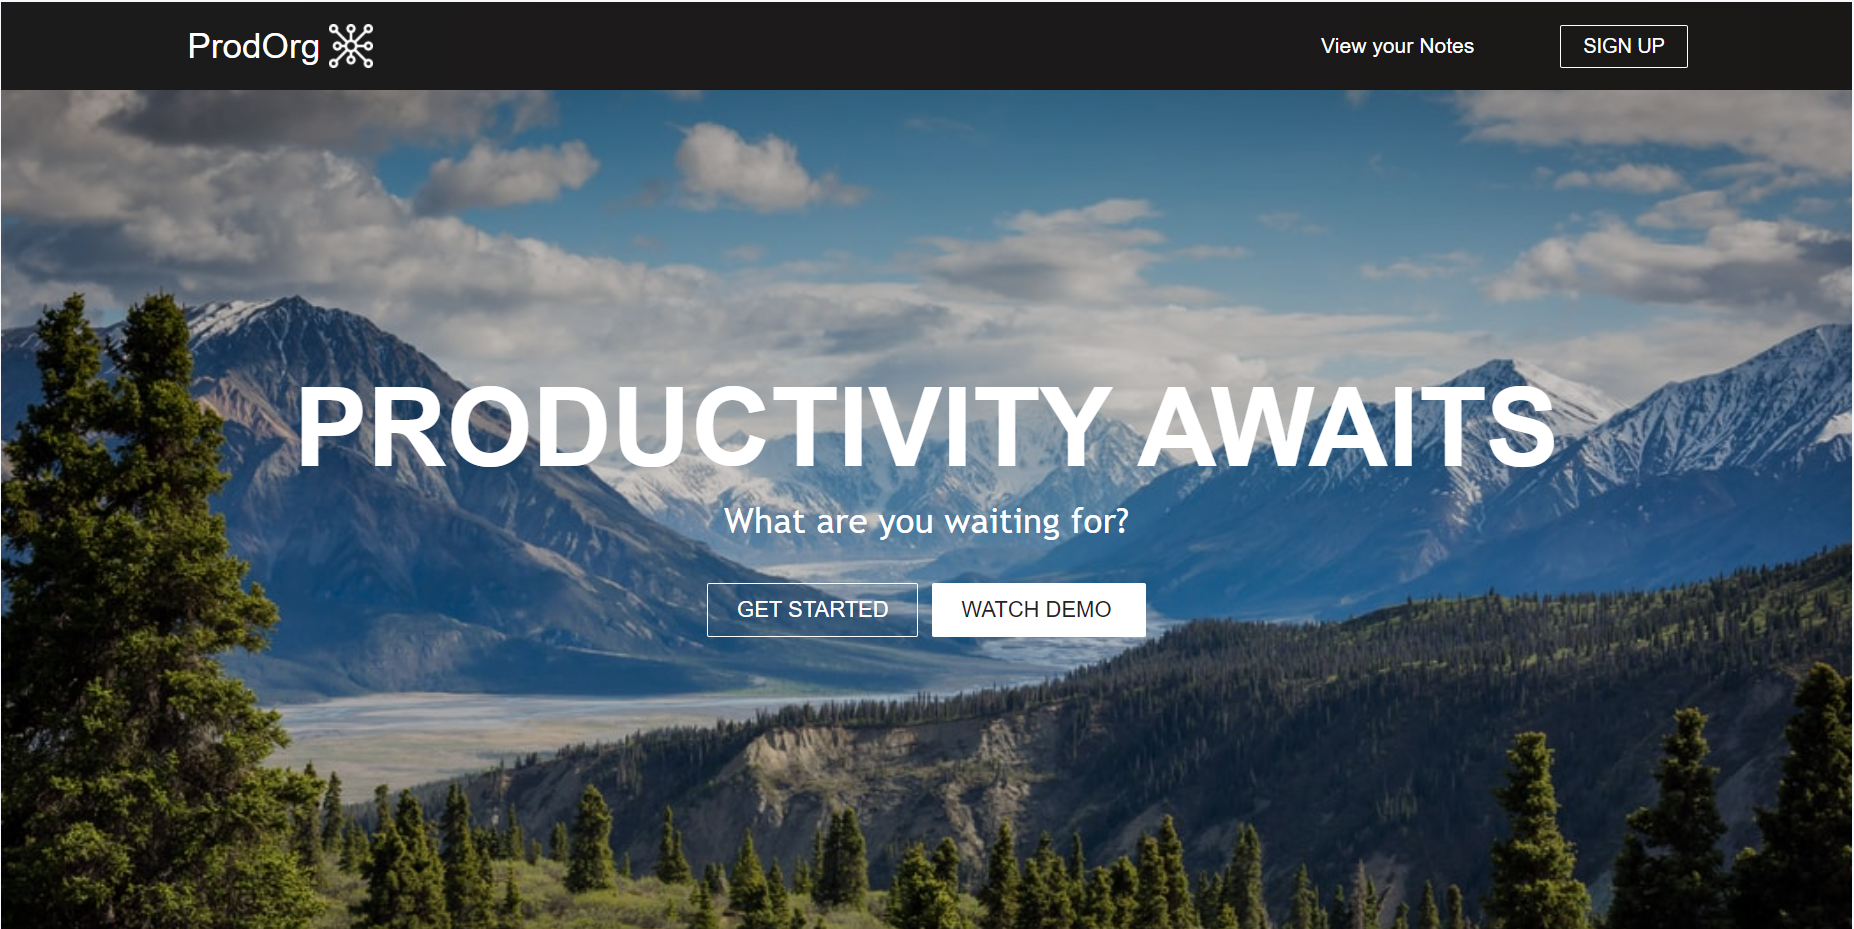 ProdOrg
View your Notes
SIGN UP
PRODUCTIVITY AWAITS
What are you waiting for?
GET STARTED
WATCH DEMO